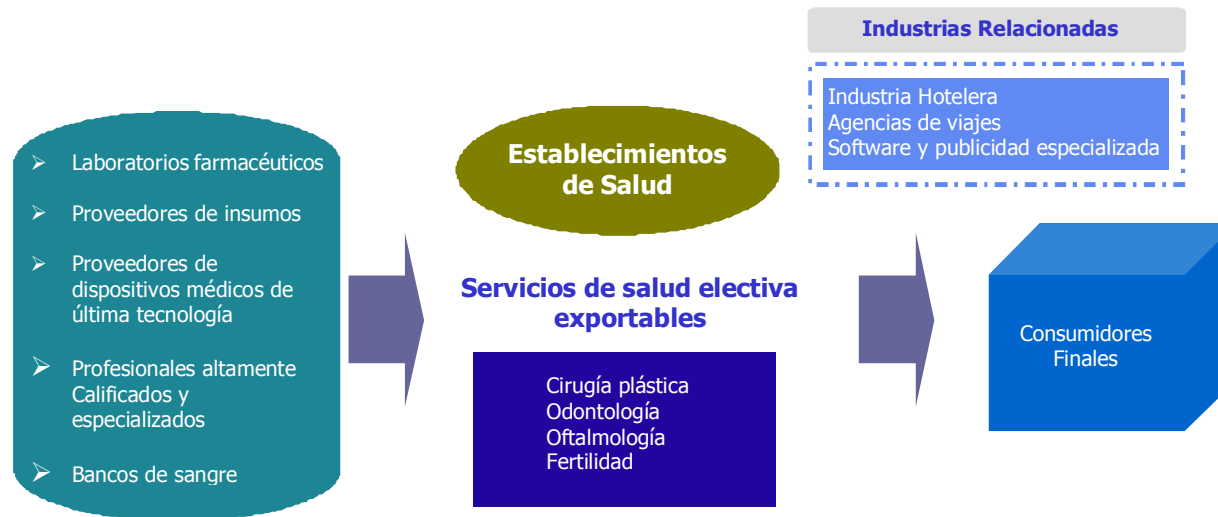 Industrias Relacionadas
Industria Hotelera
Agencias de viajes
Software y publicidad especializada
Laboratorios farmacéuticos
Proveedores de insumos
Proveedores de
dispositivos médicos de
última tecnología
Profesionales altamente
Calificados y
especializados
Bancos de sangre
Establecimientos
de Salud
Servicios de salud electiva
exportables
Cirugía plástica
Odontología
Oftalmología
Fertilidad
Consumidores
Finales